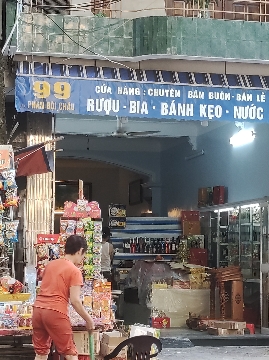 99
PHAN BỘI CHÂU
CỬA HÀNG : CHUYÊN BÁN BUÔN - BÁN LẺ
RƯỢU - BIA - BÁNH KẸO - NƯỚC